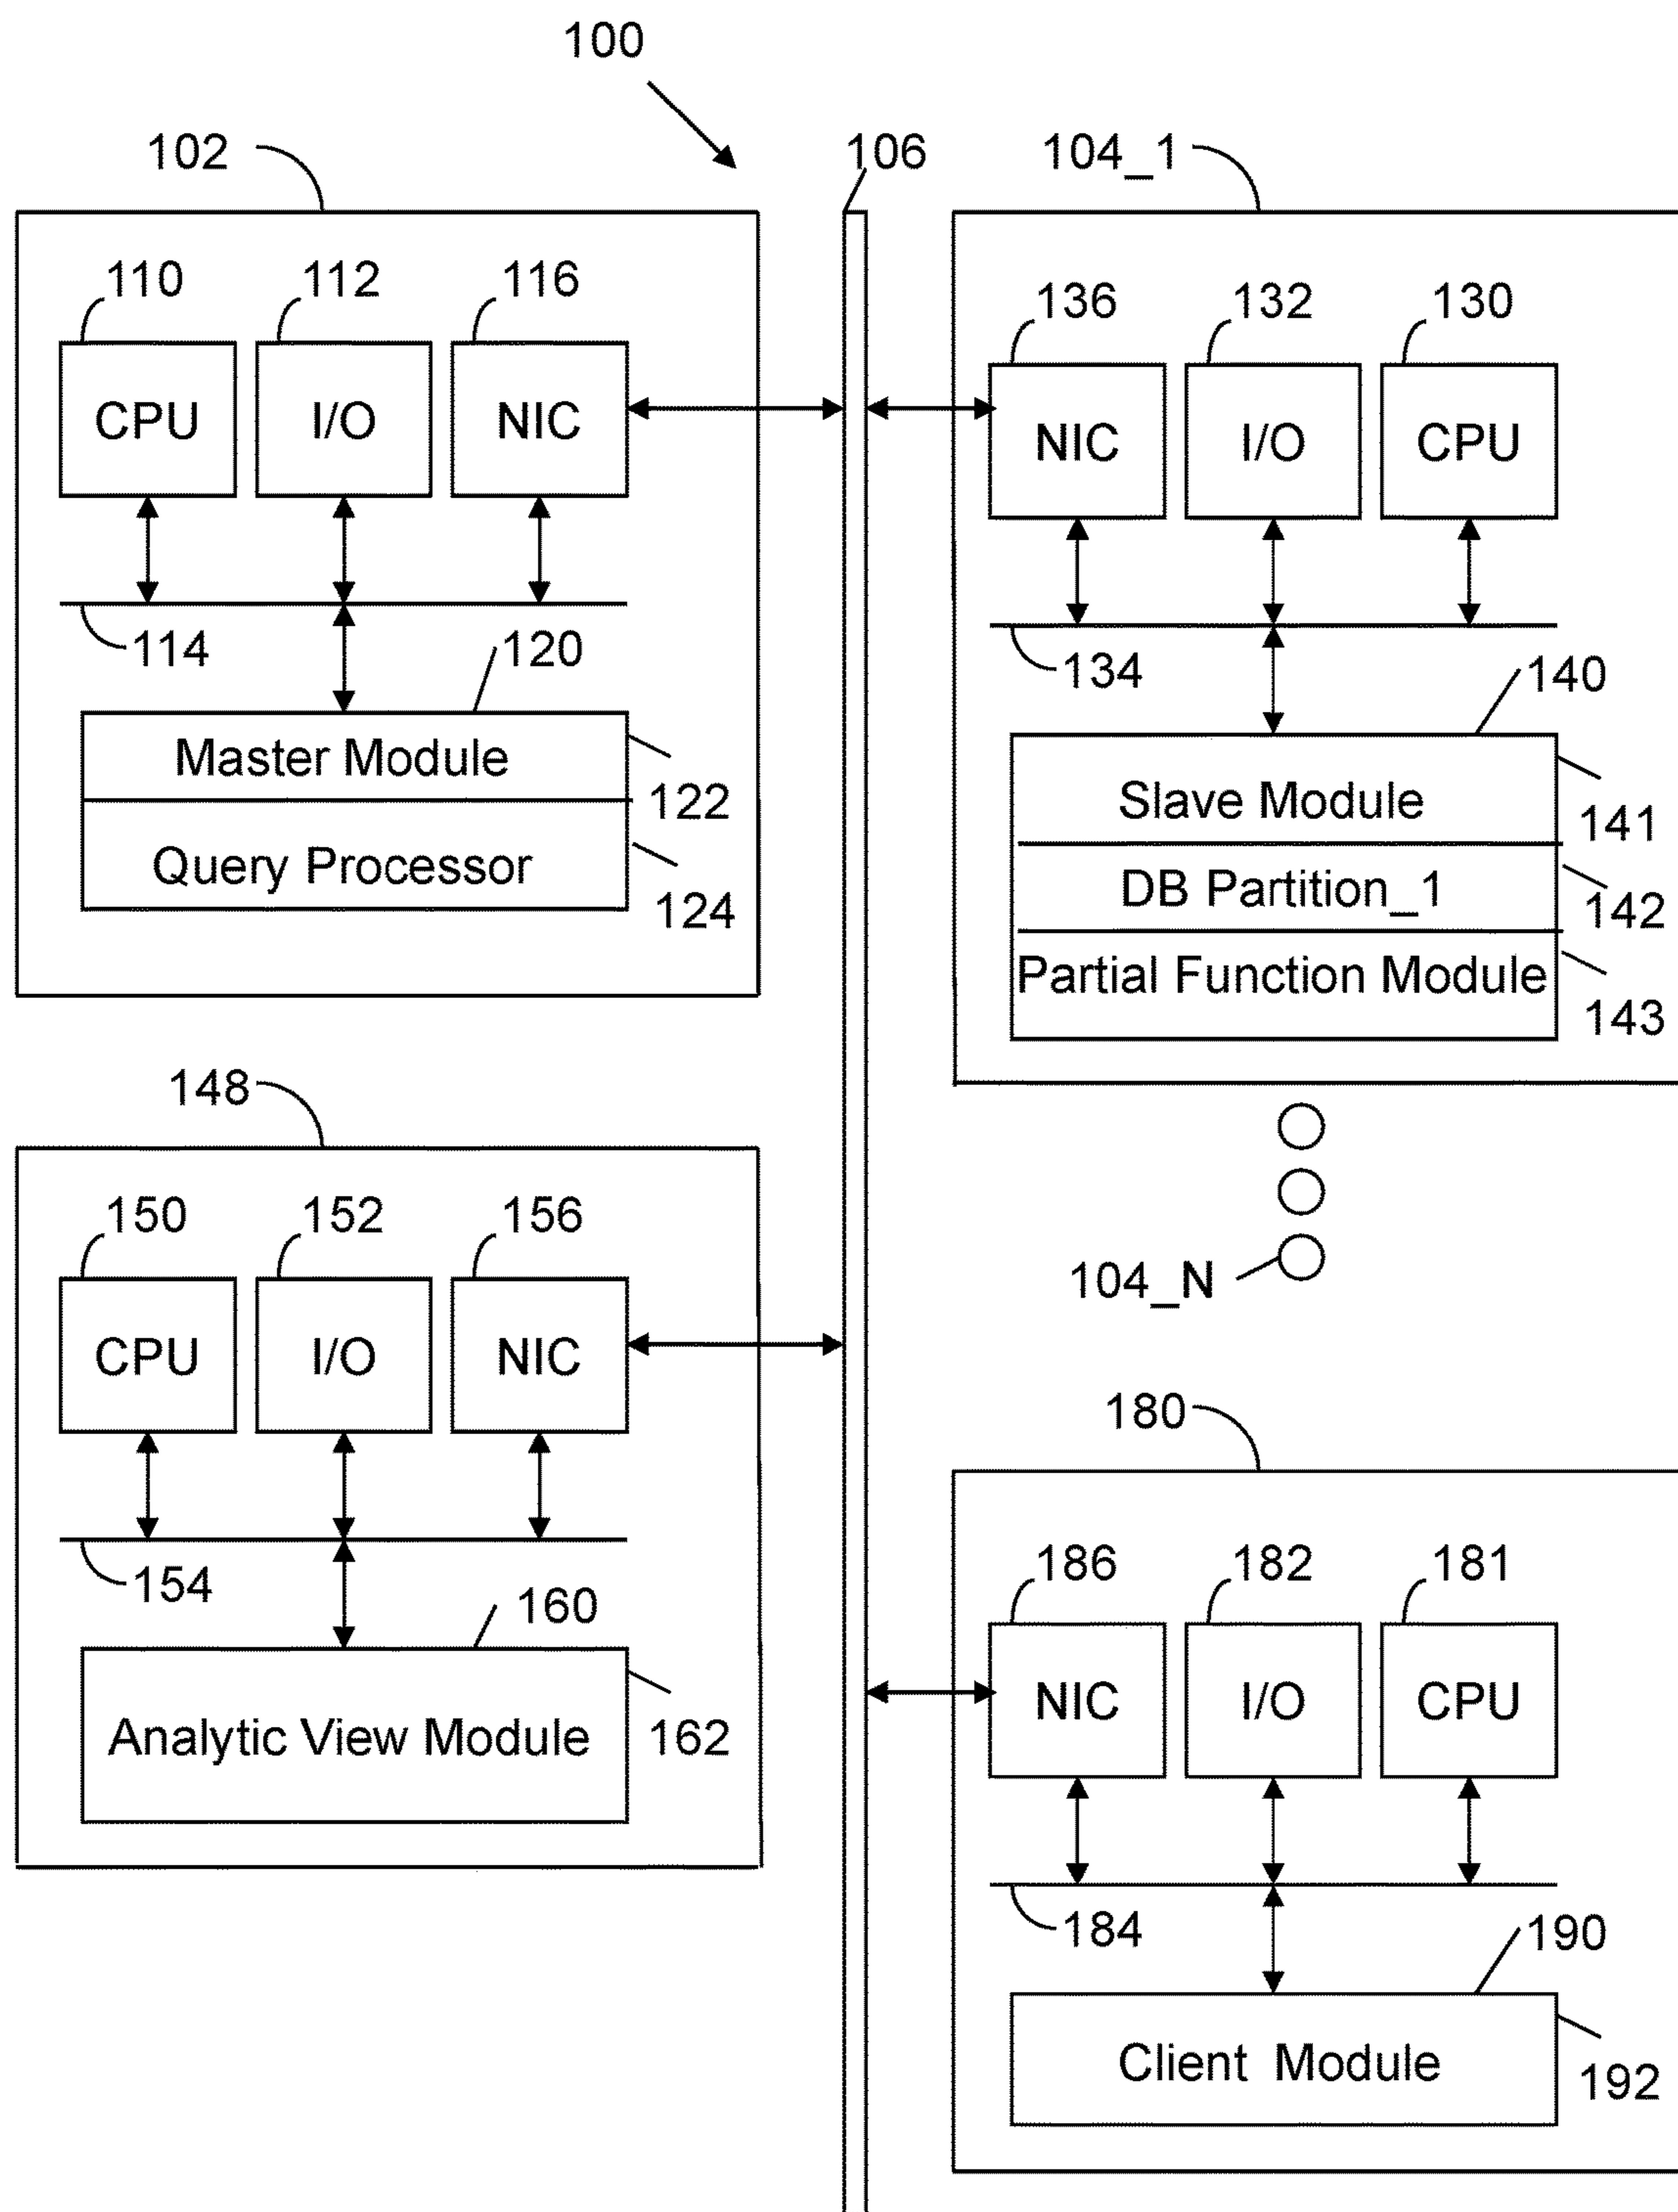 100
102
106
104_1
110 112 116
CPU I/O NIC
114
120
Master Module
122
Query Processor
124
136 132 130
NIC I/O CPU
134
140
Slave Module
141
DB Partition_1
142
Partial Function Module
143
104_N
148
150 152 156
CPU I/O NIC
154
160
Analytic View Module
162
180
186 182 181
NIC I/O CPU
184
190
Client Module
192